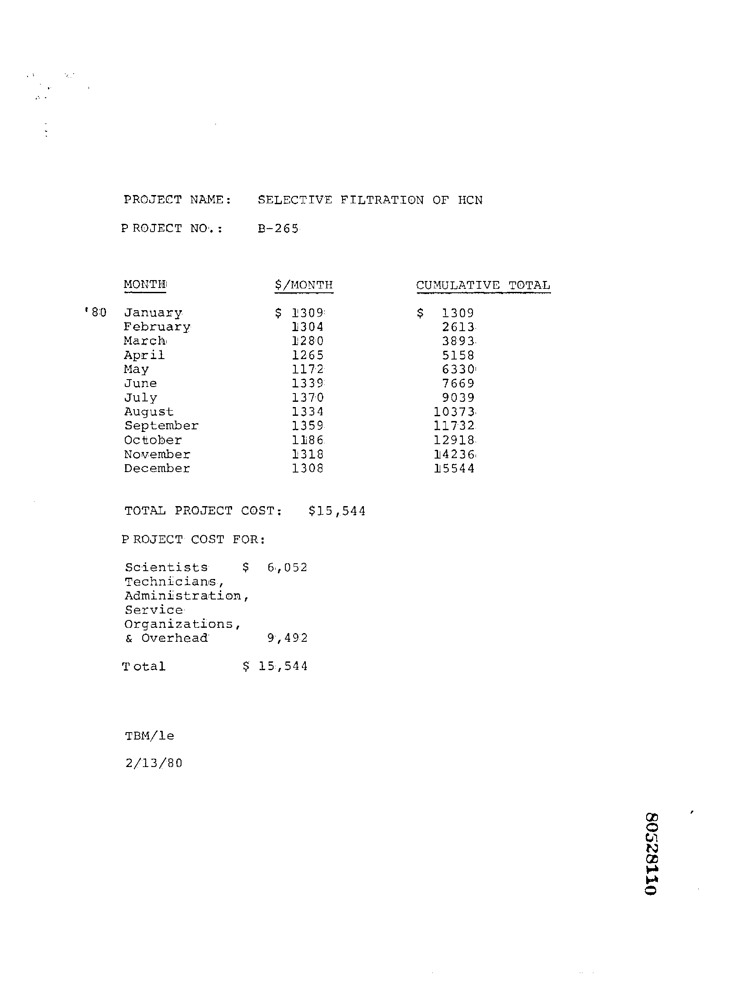 PROJECT NAME: SELECTIVE FILTRATION OF HCN
PROJECT NO.: B-265
MONTH $/MONTH CUMULATIVE TOTAL
'80 January $ 1309 $ 1309
February 1304 2613
March 1280 3893
April 1265 5158
May 1172 6330
June 1339 7669
July 1370 9039
August 1334 10373
September 1359 11732
October 1186 12918
November 1318 14236
December 1308 15544
TOTAL PROJECT COST: $15,544
PROJECT COST FOR:
Scientists $ 6,052
Technicians,
Administration,
Service
Organizations,
& Overhead 9,492
Total $ 15,544
TBM/le
2/13/80
80528110